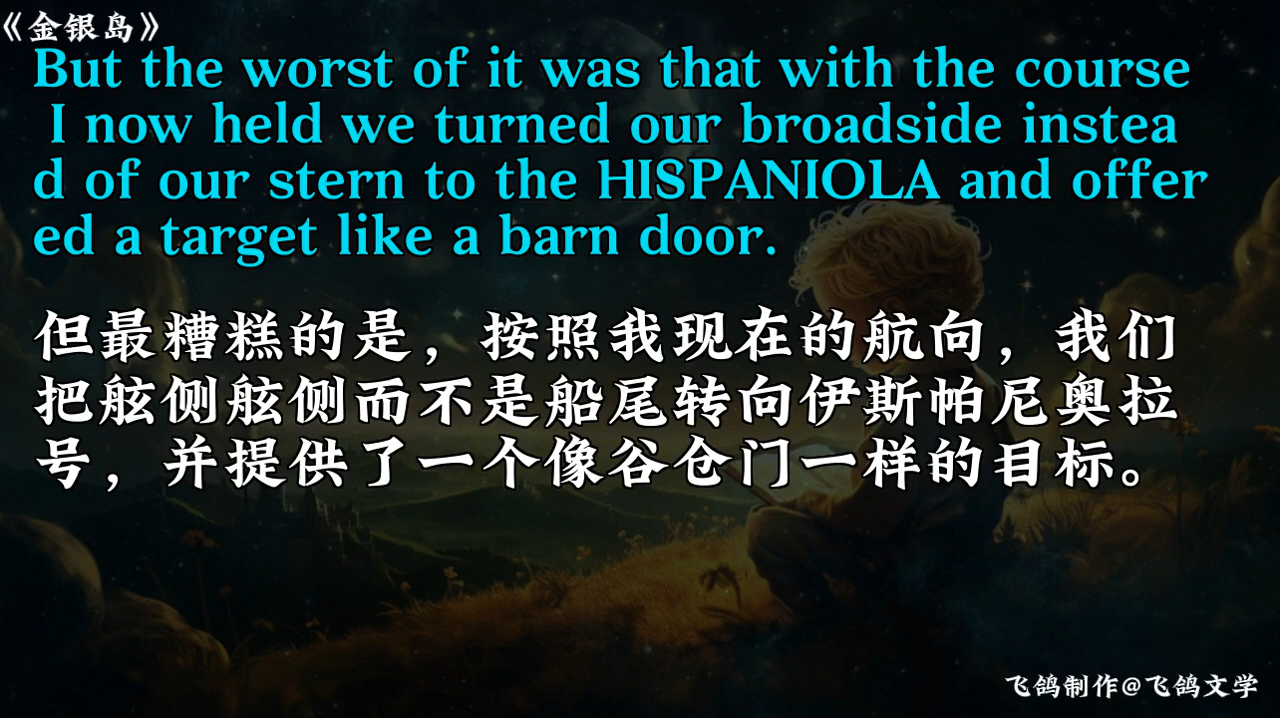 《金银岛》
But the worst of it was that with the course
I now held we turned our broadside instea
d of our stern to the HISPANIOLA and offer
ed a target like a barn door.
但最糟糕的是，按照我现在的航向，我们
把舷侧舷侧而不是船尾转向伊斯帕尼奥拉
号，并提供了一个像谷仓门一样的目标。
飞鸽制作@飞鸽文学